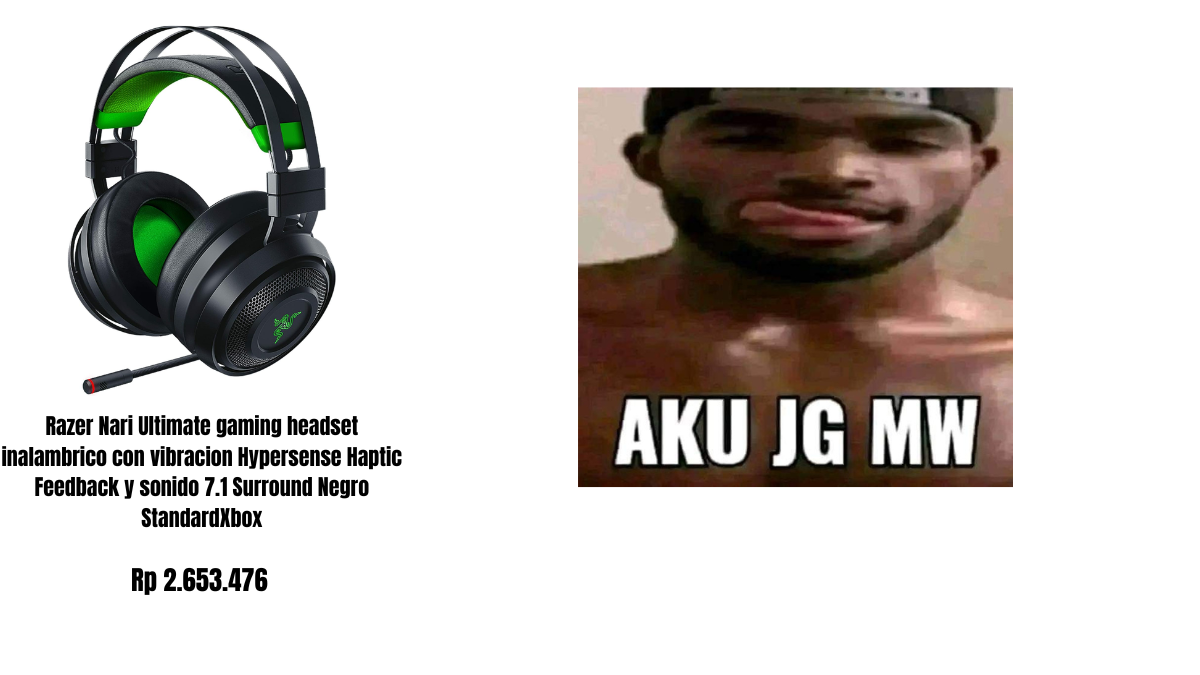 Razer Nari Ultimate gaming headset
inalambrico con vibracion Hypersense Haptic
Feedback y sonido 7.1 Surround Negro
StandardXbox
Rp 2.653.476
AKU JG MW